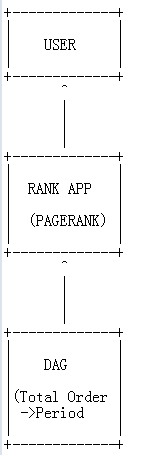 USER
RANK APP
(PAGERANK)
DAG
(Total Order
->Period